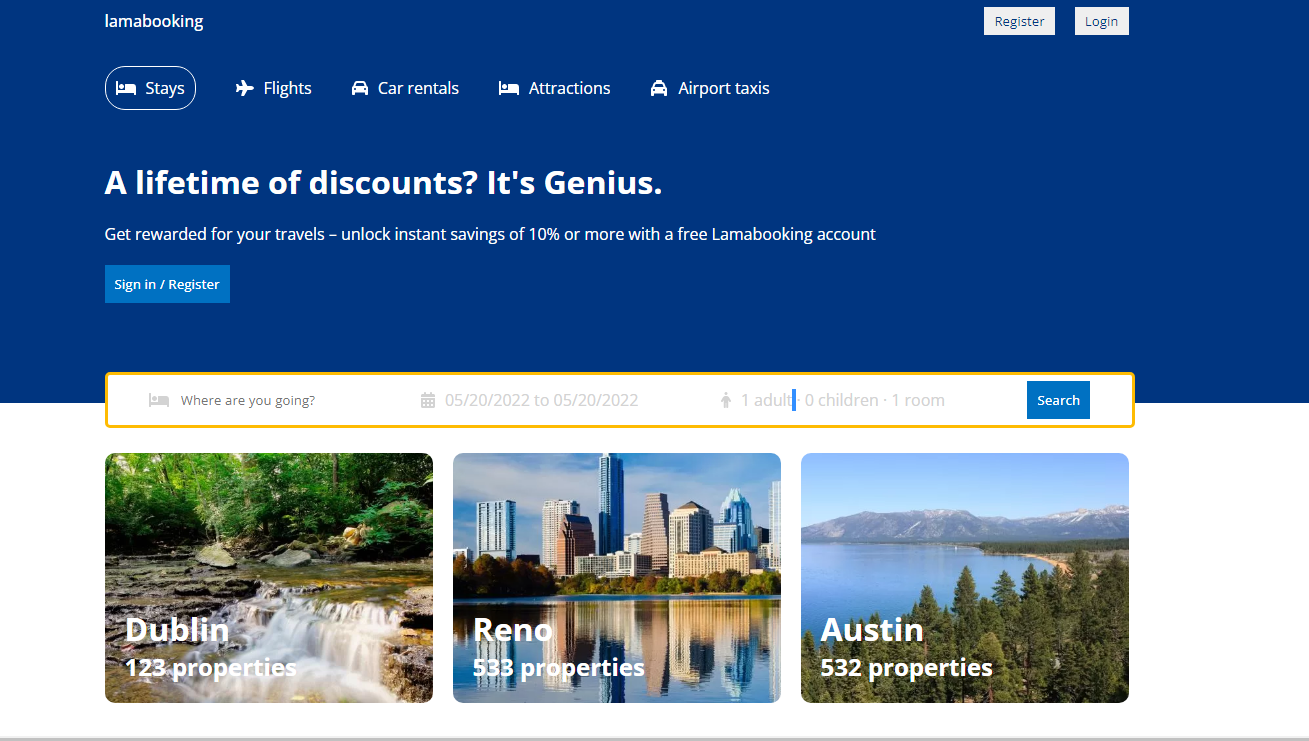 lamabooking
Register
Login
Stays
Flights
Car rentals
Attractions
Airport taxis
A lifetime of discounts? It's Genius.
Get rewarded for your travels – unlock instant savings of 10% or more with a free Lamabooking account
Sign in / Register
Where are you going?
05/20/2022 to 05/20/2022
1 adult · 0 children · 1 room
Search
Dublin
123 properties
Reno
533 properties
Austin
532 properties